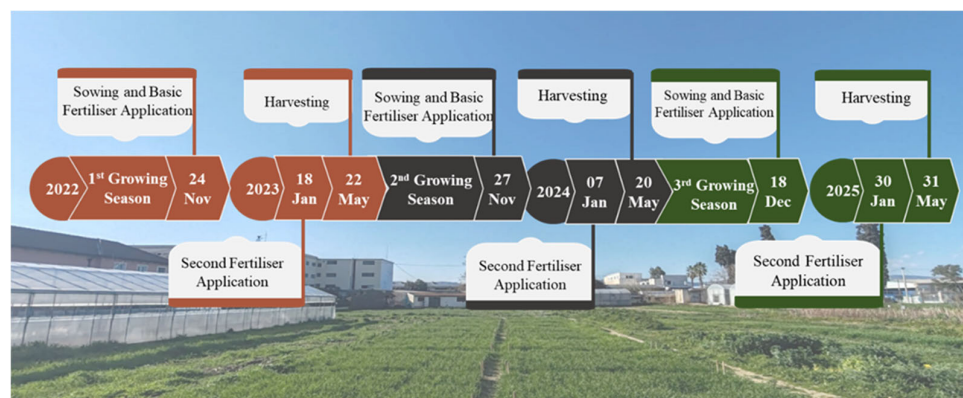 Sowing and Basic
Fertiliser Application
Harvesting
Sowing and Basic
Fertiliser Application
Harvesting
Sowing and Basic
Fertiliser Application
Harvesting
2022
1st Growing
Season
24
Nov
2023
18
Jan
22
May
2nd Growing
Season
27
Nov
2024
07
Jan
20
May
3rd Growing
Season
18
Dec
2025
30
Jan
31
May
Second Fertiliser
Application
Second Fertiliser
Application
Second Fertiliser
Application